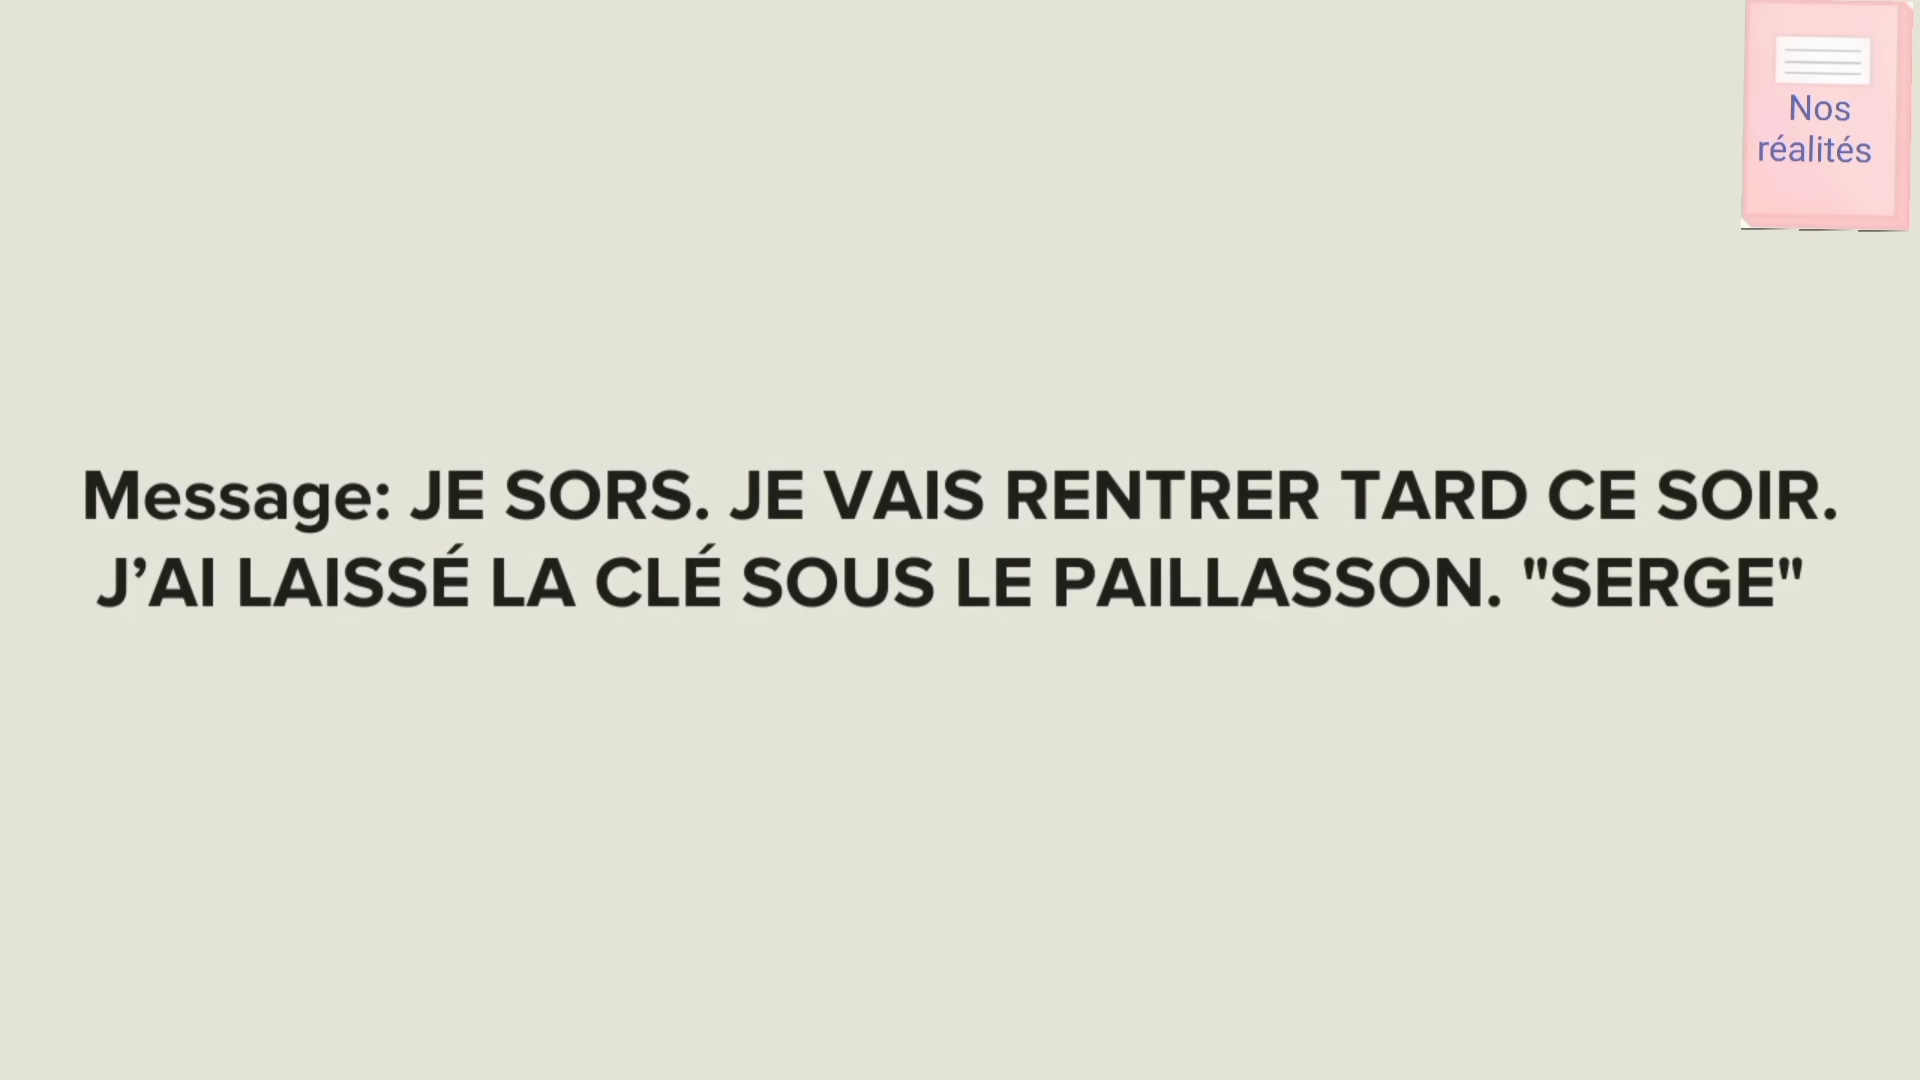 Nos
réalités
Message: JE SORS. JE VAIS RENTRER TARD CE SOIR.
J’AI LAISSÉ LA CLÉ SOUS LE PAILLASSON. "SERGE"